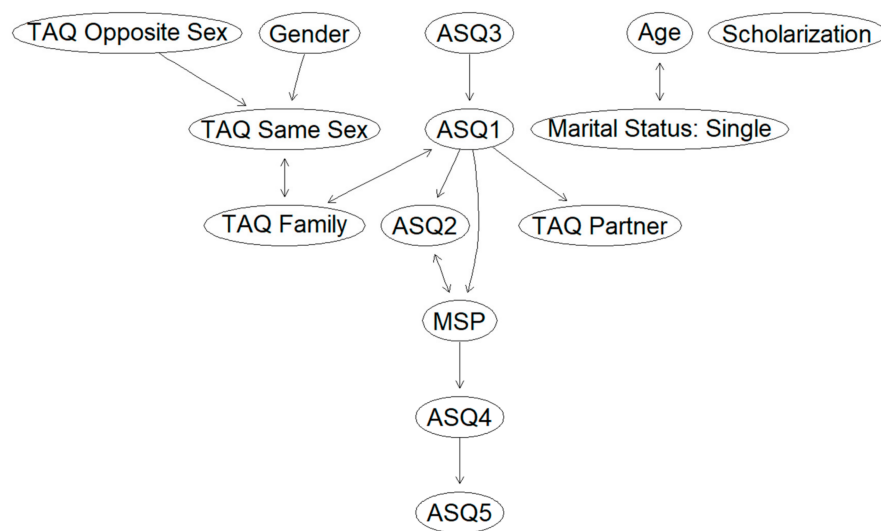 TAQ Opposite Sex
Gender
ASQ3
Age
Scholarization
TAQ Same Sex
ASQ1
Marital Status: Single
TAQ Family
ASQ2
TAQ Partner
MSP
ASQ4
ASQ5